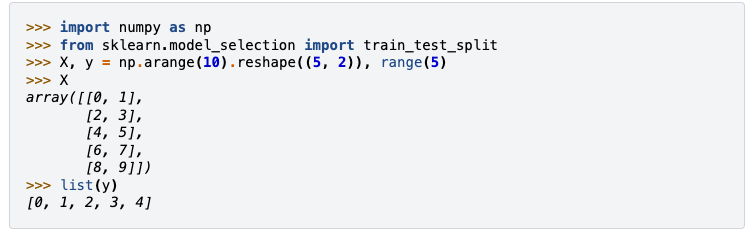 >>> import numpy as np
>>> from sklearn.model_selection import train_test_split
>>> X, y = np.arange(10).reshape((5, 2)), range(5)
>>> X
array([[0, 1],
       [2, 3],
       [4, 5],
       [6, 7],
       [8, 9]])
>>> list(y)
[0, 1, 2, 3, 4]